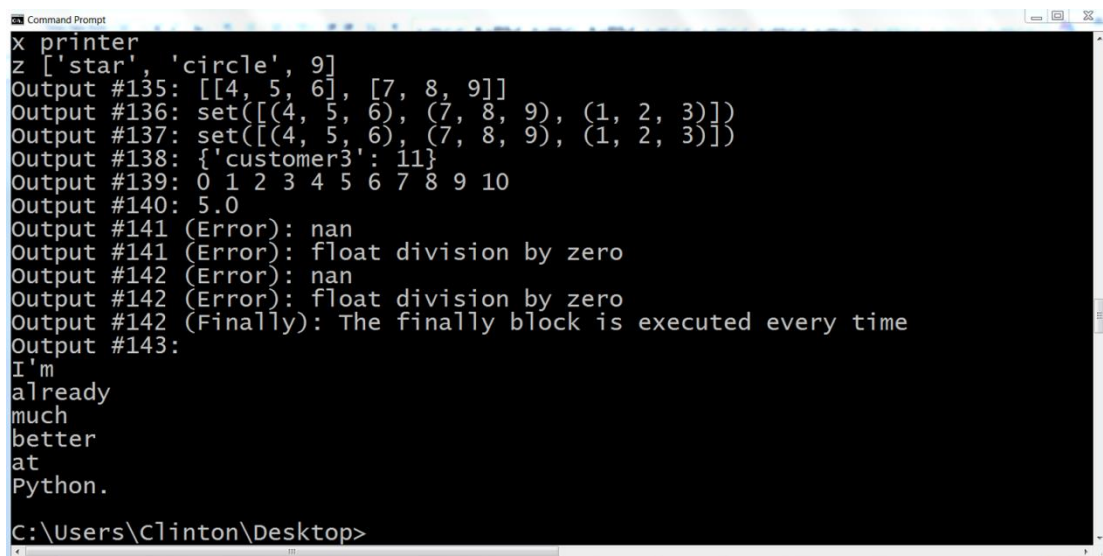 Command Prompt
x printer
z ['star', 'circle', 9]
Output #135: [[4, 5, 6], [7, 8, 9]]
Output #136: set([(4, 5, 6), (7, 8, 9), (1, 2, 3)])
Output #137: set([(4, 5, 6), (7, 8, 9), (1, 2, 3)])
Output #138: {'customer3': 11}
Output #139: 0 1 2 3 4 5 6 7 8 9 10
Output #140: 5.0
Output #141 (Error): nan
Output #141 (Error): float division by zero
Output #142 (Error): nan
Output #142 (Error): float division by zero
Output #142 (Finally): The finally block is executed every time
Output #143:
I'm
already
much
better
at
Python.
C:\Users\Clinton\Desktop>